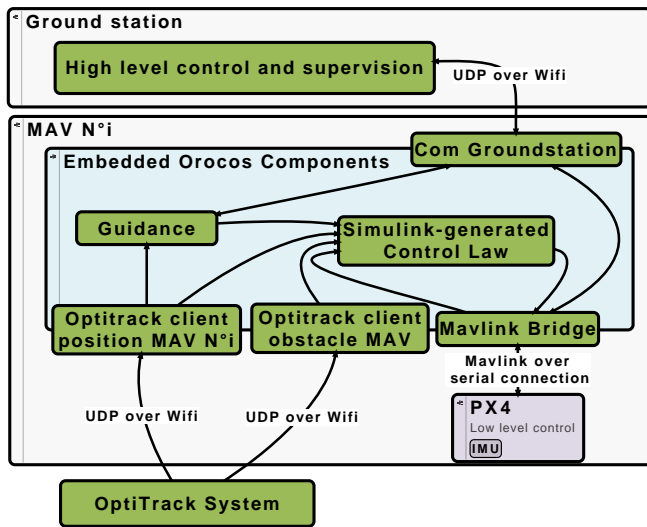 Ground station
High level control and supervision
UDP over Wifi
MAV N°i
Com Groundstation
Embedded Orocos Components
Guidance
Simulink-generated
Control Law
Optitrack client
position MAV N°i
Optitrack client
obstacle MAV
Mavlink Bridge
Mavlink over
serial connection
UDP over Wifi
UDP over Wifi
PX4
Low level control
IMU
OptiTrack System